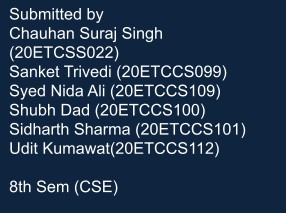 Submitted by
Chauhan Suraj Singh
(20ETCSS022)
Sanket Trivedi (20ETCCS099)
Syed Nida Ali (20ETCCS109)
Shubh Dad (20ETCCS100)
Sidharth Sharma (20ETCCS101)
Udit Kumawat(20ETCCS112)
8th Sem (CSE)